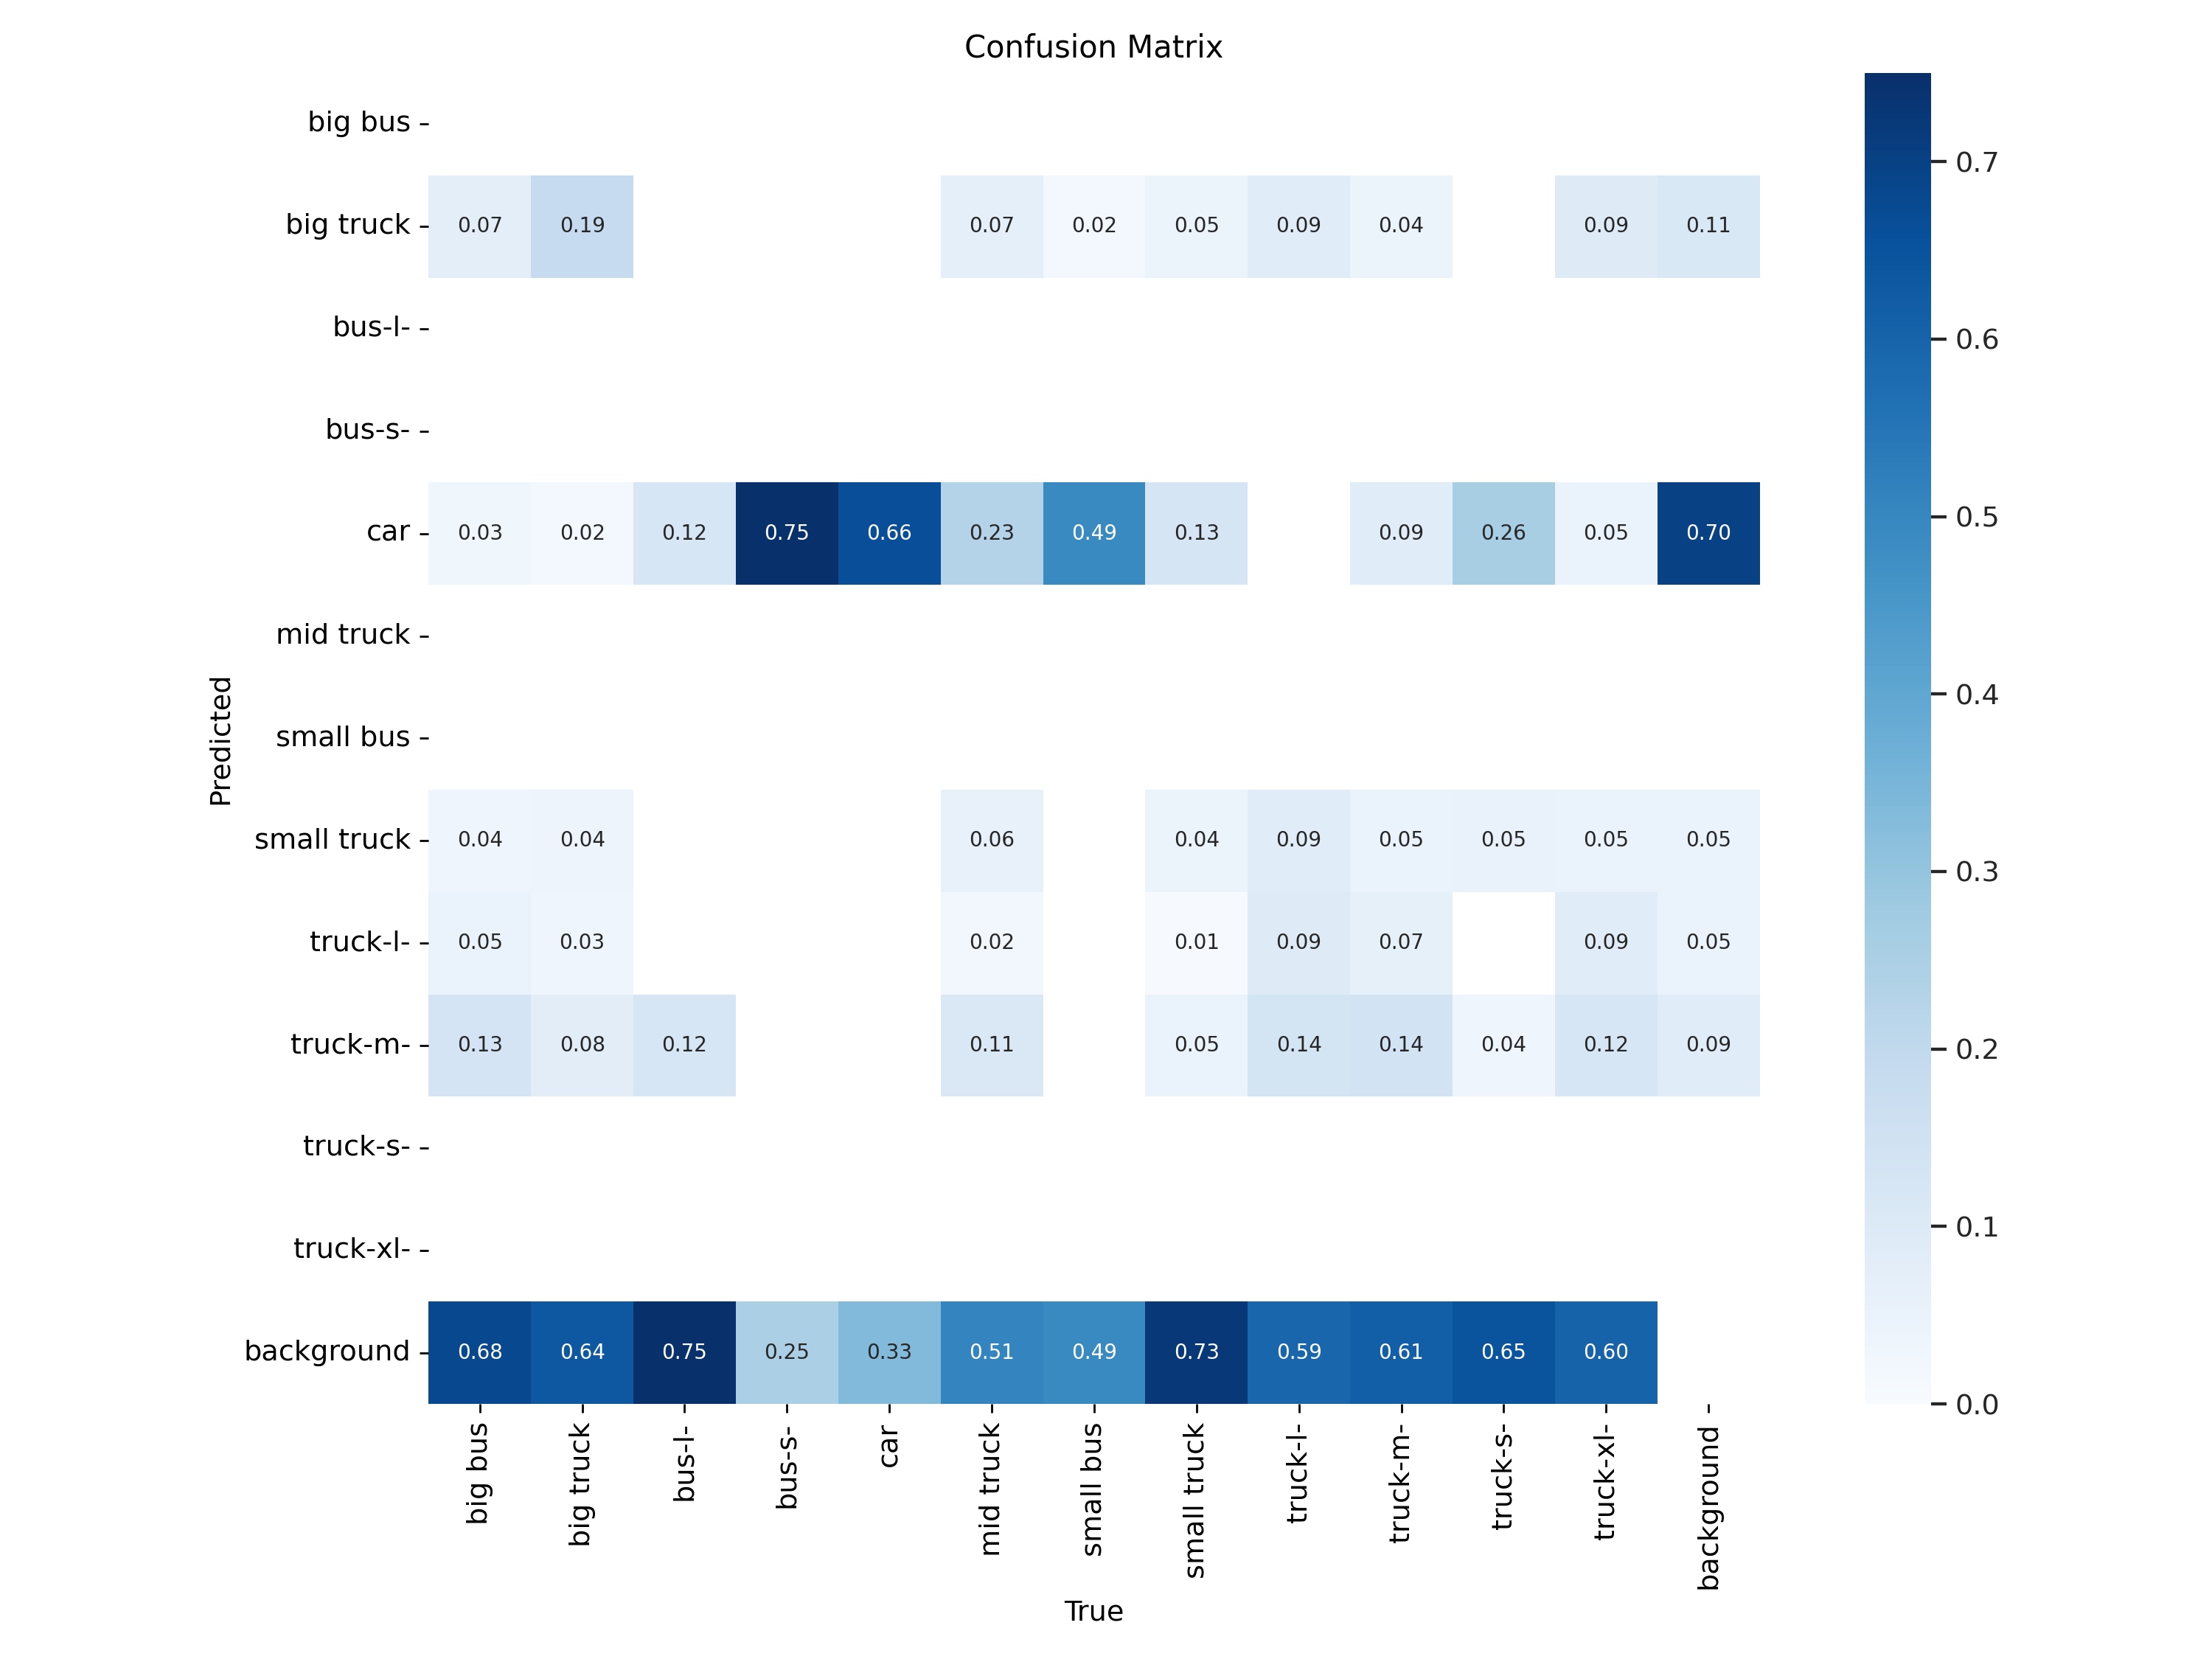 Confusion Matrix
big bus
big truck 0.07 0.19 0.07 0.02 0.05 0.09 0.04 0.09 0.11
bus-l-
bus-s-
car 0.03 0.02 0.12 0.75 0.66 0.23 0.49 0.13 0.09 0.26 0.05 0.70
mid truck
small bus
small truck 0.04 0.04 0.06 0.04 0.09 0.05 0.05 0.05 0.05
truck-l- 0.05 0.03 0.02 0.01 0.09 0.07 0.09 0.05
truck-m- 0.13 0.08 0.12 0.11 0.05 0.14 0.14 0.04 0.12 0.09
truck-s-
truck-xl-
background 0.68 0.64 0.75 0.25 0.33 0.51 0.49 0.73 0.59 0.61 0.65 0.60
Predicted
big bus
big truck
bus-l-
bus-s-
car
mid truck
small bus
small truck
truck-l-
truck-m-
truck-s-
truck-xl-
background
True
0.7
0.6
0.5
0.4
0.3
0.2
0.1
0.0